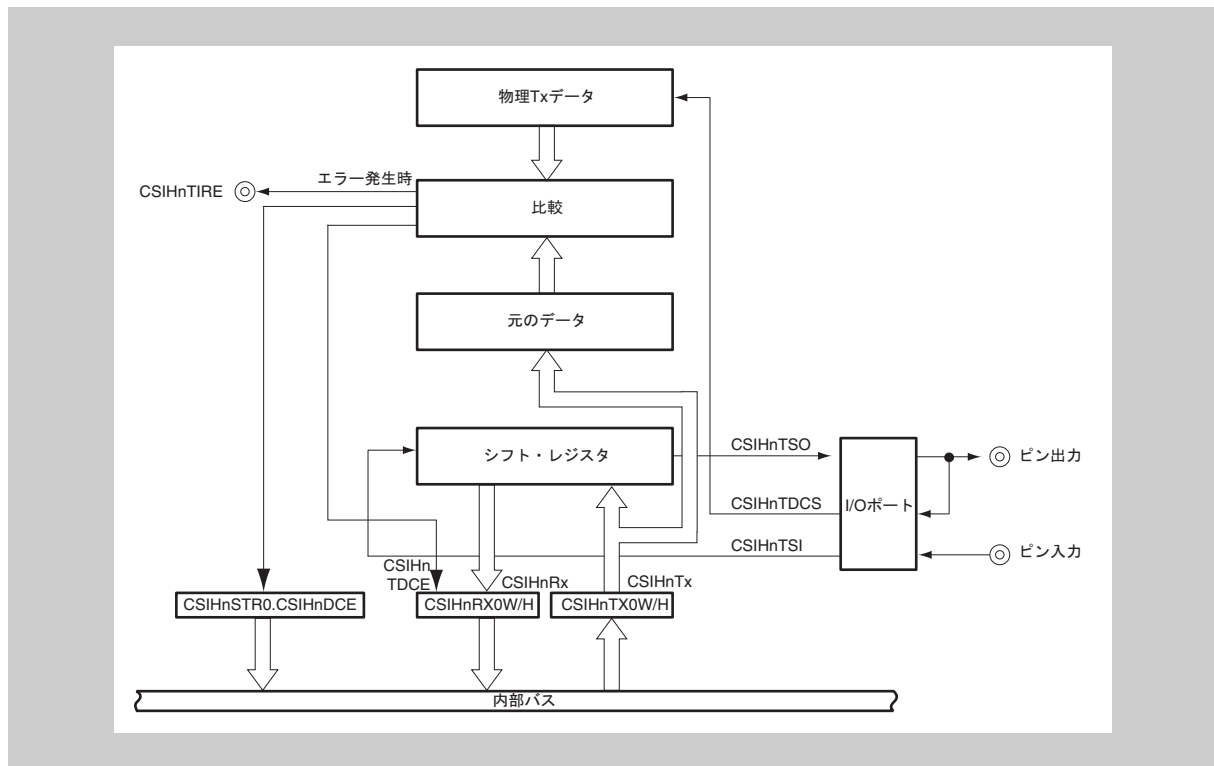 物理Txデータ
エラー発生時
CSIHnTIRE
比較
元のデータ
シフト・レジスタ
CSIHnTSO
ピン出力
CSIHnTDCS
I/Oポート
CSIHnTSI
ピン入力
CSIHn
TDCE
CSIHnRx
CSIHnTx
CSIHnSTR0.CSIHnDCE
CSIHnRX0W/H
CSIHnTX0W/H
内部バス